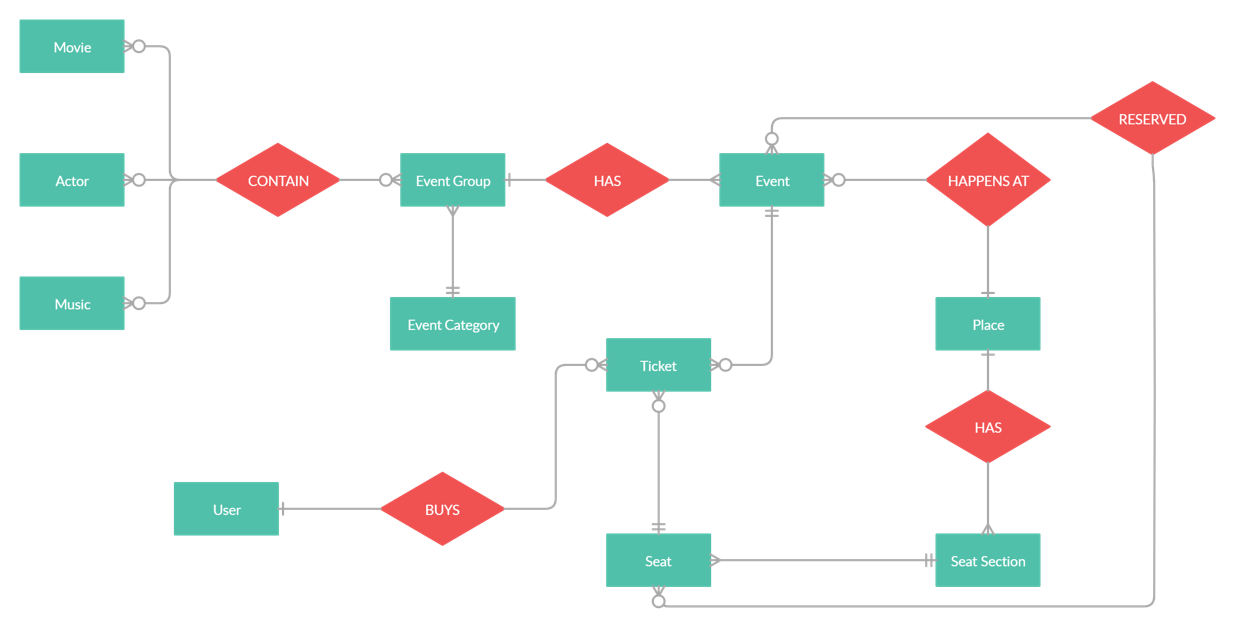 Movie
RESERVED
Actor
CONTAIN
Event Group
HAS
Event
HAPPENS AT
Music
Event Category
Place
Ticket
HAS
User
BUYS
Seat
Seat Section